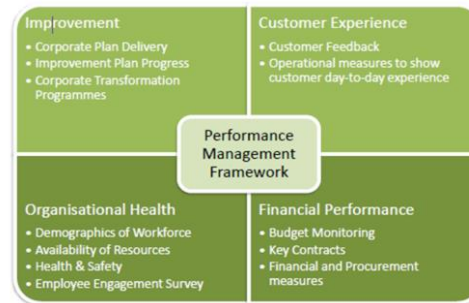 Improvement
• Corporate Plan Delivery
• Improvement Plan Progress
• Corporate Transformation
Programmes
Customer Experience
• Customer Feedback
• Operational measures to show
customer day-to-day experience
Performance
Management
Framework
Organisational Health
• Demographics of Workforce
• Availability of Resources
• Health & Safety
• Employee Engagement Survey
Financial Performance
• Budget Monitoring
• Key Contracts
• Financial and Procurement
measures